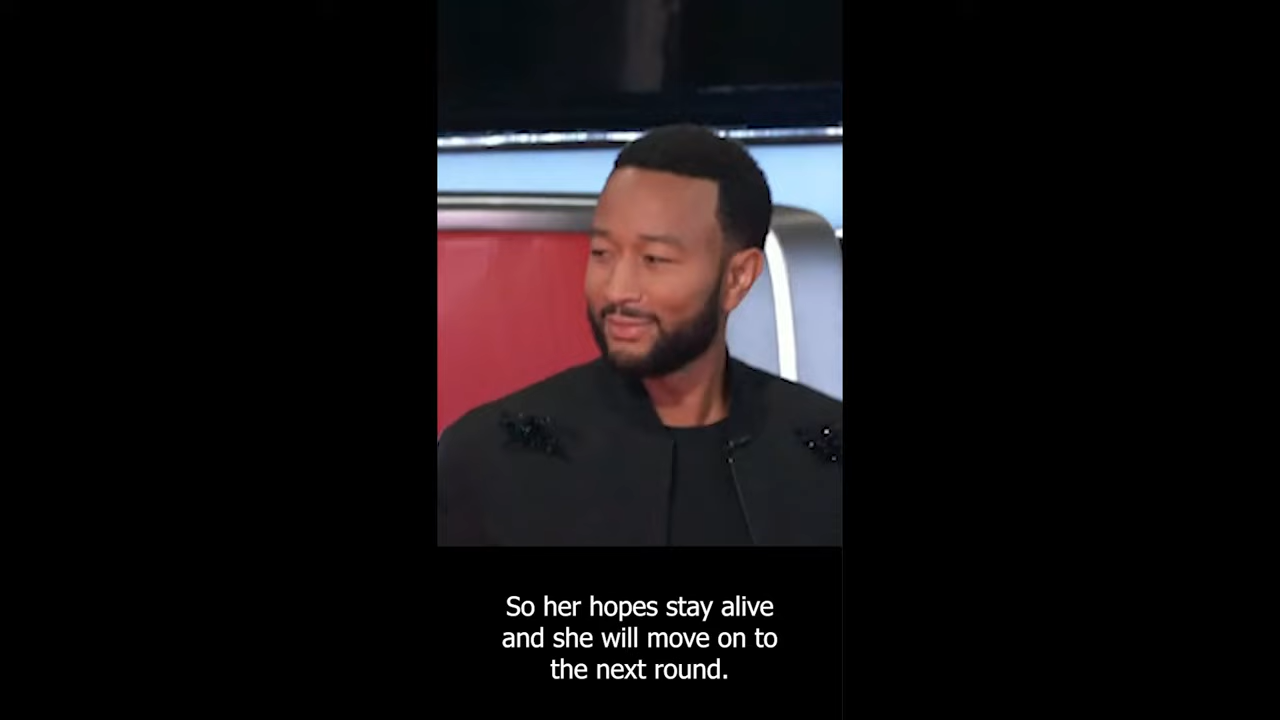 So her hopes stay alive
and she will move on to
the next round.